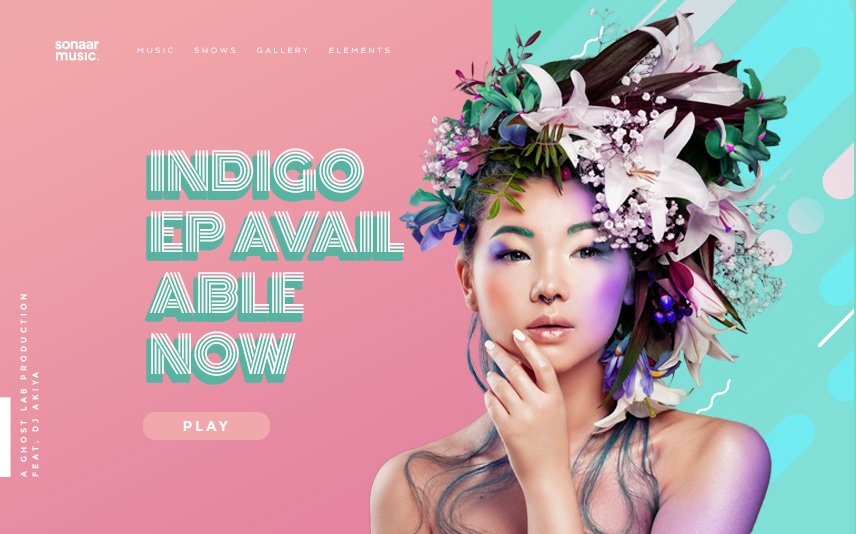 sonaar
music.
MUSIC SHOWS GALLERY ELEMENTS
INDIGO
EP AVAIL
ABLE
NOW
PLAY
A GHOST LAB PRODUCTION
FEAT. DJ AKIYA